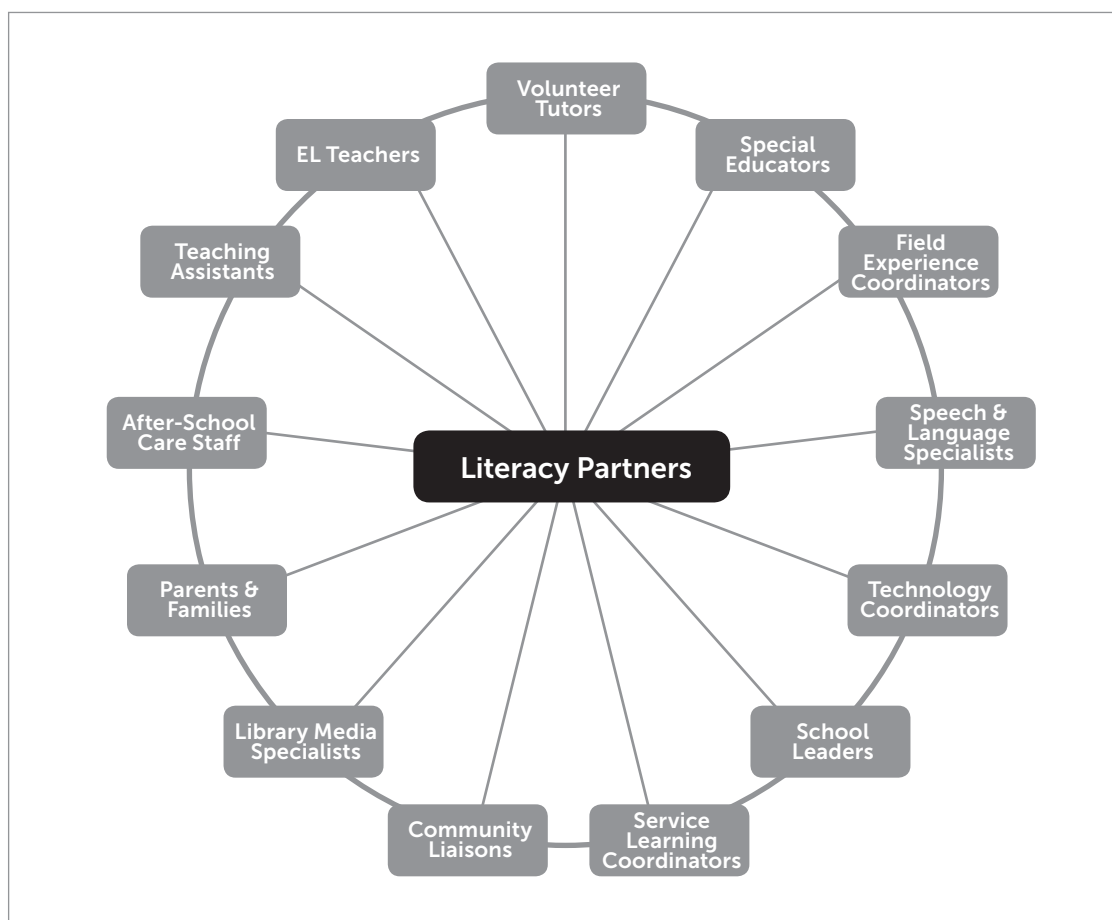 Volunteer
Tutors
Special
Educators
Field
Experience
Coordinators
Speech &
Language
Specialists
Technology
Coordinators
School
Leaders
Service
Learning
Coordinators
Community
Liaisons
Library Media
Specialists
Parents &
Families
After-School
Care Staff
Teaching
Assistants
EL Teachers
Literacy Partners